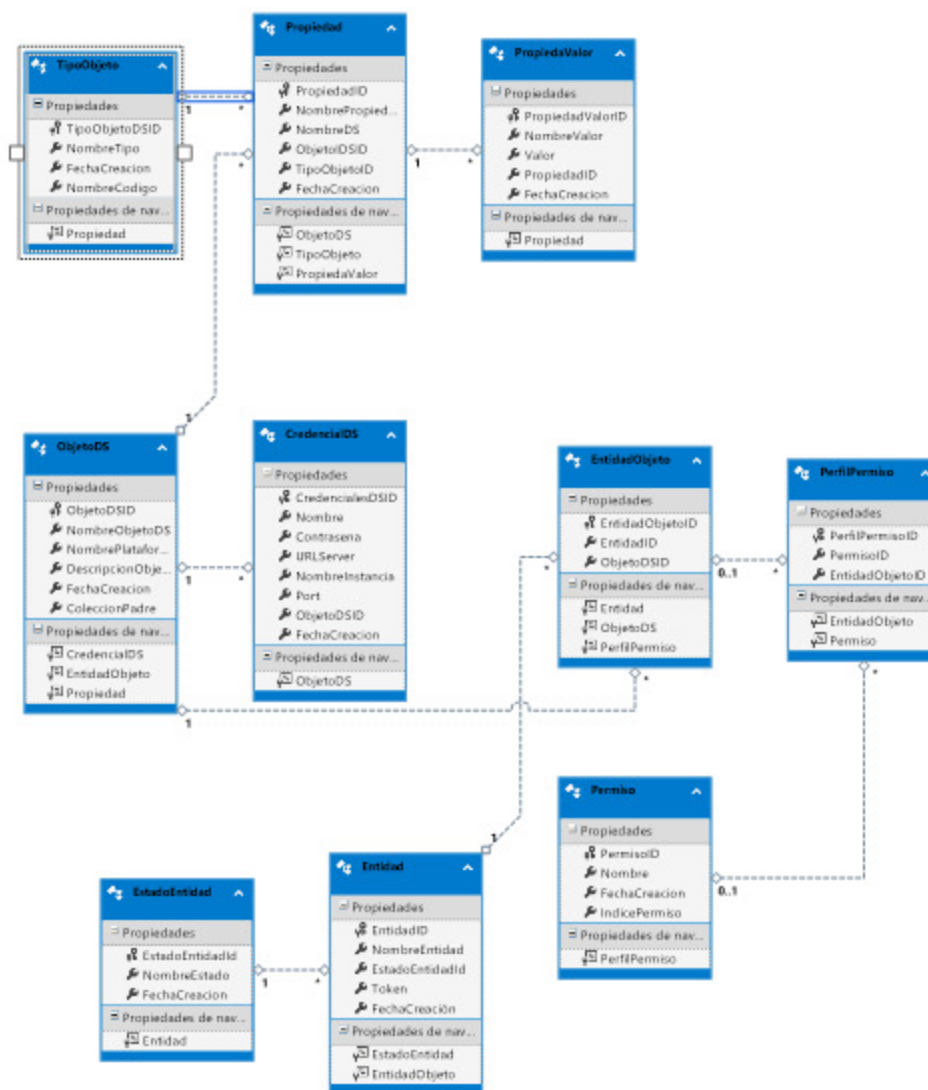 TipoObjeto
Propiedades
TipoObjetoDSID
NombreTipo
FechaCreacion
NombreCodigo
Propiedades de nav...
Propiedad
1
*
Propiedad
Propiedades
PropiedadID
NombrePropied...
NombreDS
ObjetoIDSID
TipoObjetoID
FechaCreacion
Propiedades de nav...
ObjetoDS
TipoObjeto
PropiedaValor
*
1
*
PropiedaValor
Propiedades
PropiedadValorID
NombreValor
Valor
PropiedadID
FechaCreacion
Propiedades de nav...
Propiedad
1
ObjetoDS
Propiedades
ObjetoDSID
NombreObjetoDS
NombrePlatafor...
DescripcionObje...
FechaCreacion
ColeccionPadre
Propiedades de nav...
CredencialDS
EntidadObjeto
Propiedad
1
*
1
CredencialDS
Propiedades
CredencialesDSID
Nombre
Contrasena
URLServer
NombreInstancia
Port
ObjetoDSID
FechaCreacion
Propiedades de nav...
ObjetoDS
EntidadObjeto
Propiedades
EntidadObjetoID
EntidadID
ObjetoDSID
Propiedades de nav...
Entidad
ObjetoDS
PerfilPermiso
*
*
0..1
*
PerfilPermiso
Propiedades
PerfilPermisoID
PermisoID
EntidadObjetoID
Propiedades de nav...
EntidadObjeto
Permiso
*
Permiso
Propiedades
PermisoID
Nombre
FechaCreacion
IndicePermiso
Propiedades de nav...
PerfilPermiso
0..1
EstadoEntidad
Propiedades
EstadoEntidadId
NombreEstado
FechaCreacion
Propiedades de nav...
Entidad
1
*
1
Entidad
Propiedades
EntidadID
NombreEntidad
EstadoEntidadId
Token
FechaCreación
Propiedades de nav...
EstadoEntidad
EntidadObjeto